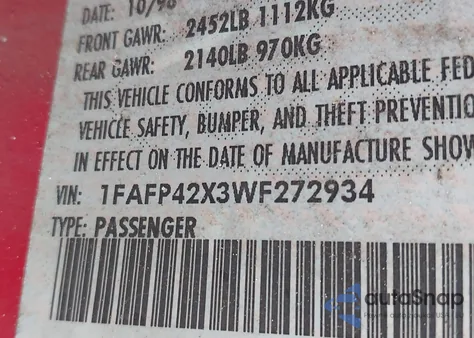 DATE: 10/98
FRONT GAWR: 2452LB 1112KG
REAR GAWR: 2140LB 970KG
THIS VEHICLE CONFORMS TO ALL APPLICABLE FED
VEHICLE SAFETY, BUMPER, AND THEFT PREVENTIO
IN EFFECT ON THE DATE OF MANUFACTURE SHOW
VIN: 1FAFP42X3WF272934
TYPE: PASSENGER
autoSnap